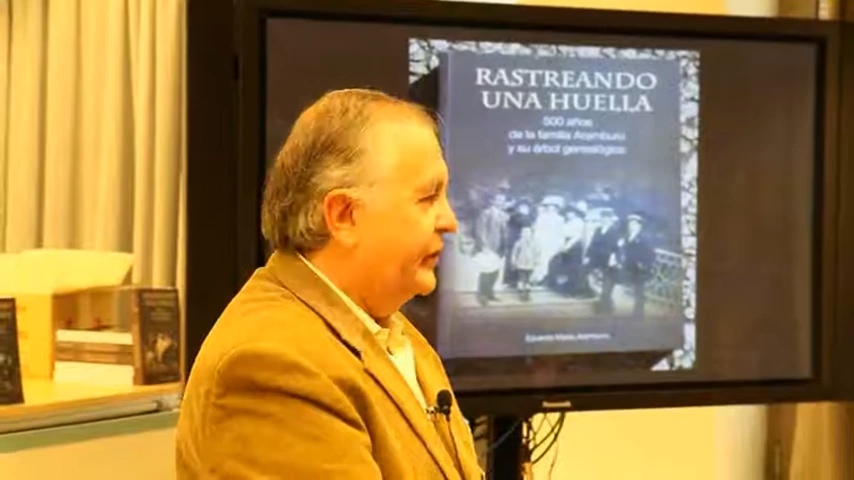 RASTREANDO
UNA HUELLA
500 años
de la familia Aramburu
y su árbol genealógico